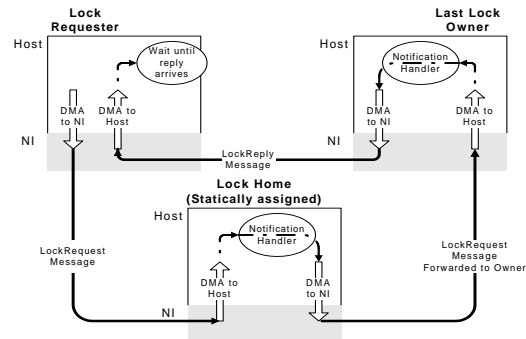 Lock
Requester
Host
Wait until
reply
arrives
DMA
to NI
DMA to
Host
NI
Last Lock
Owner
Host
Notification
Handler
DMA
to NI
DMA to
Host
NI
LockReply
Message
Lock Home
(Statically assigned)
Host
Notification
Handler
DMA to
Host
DMA
to NI
NI
LockRequest
Message
LockRequest
Message
Forwarded to Owner